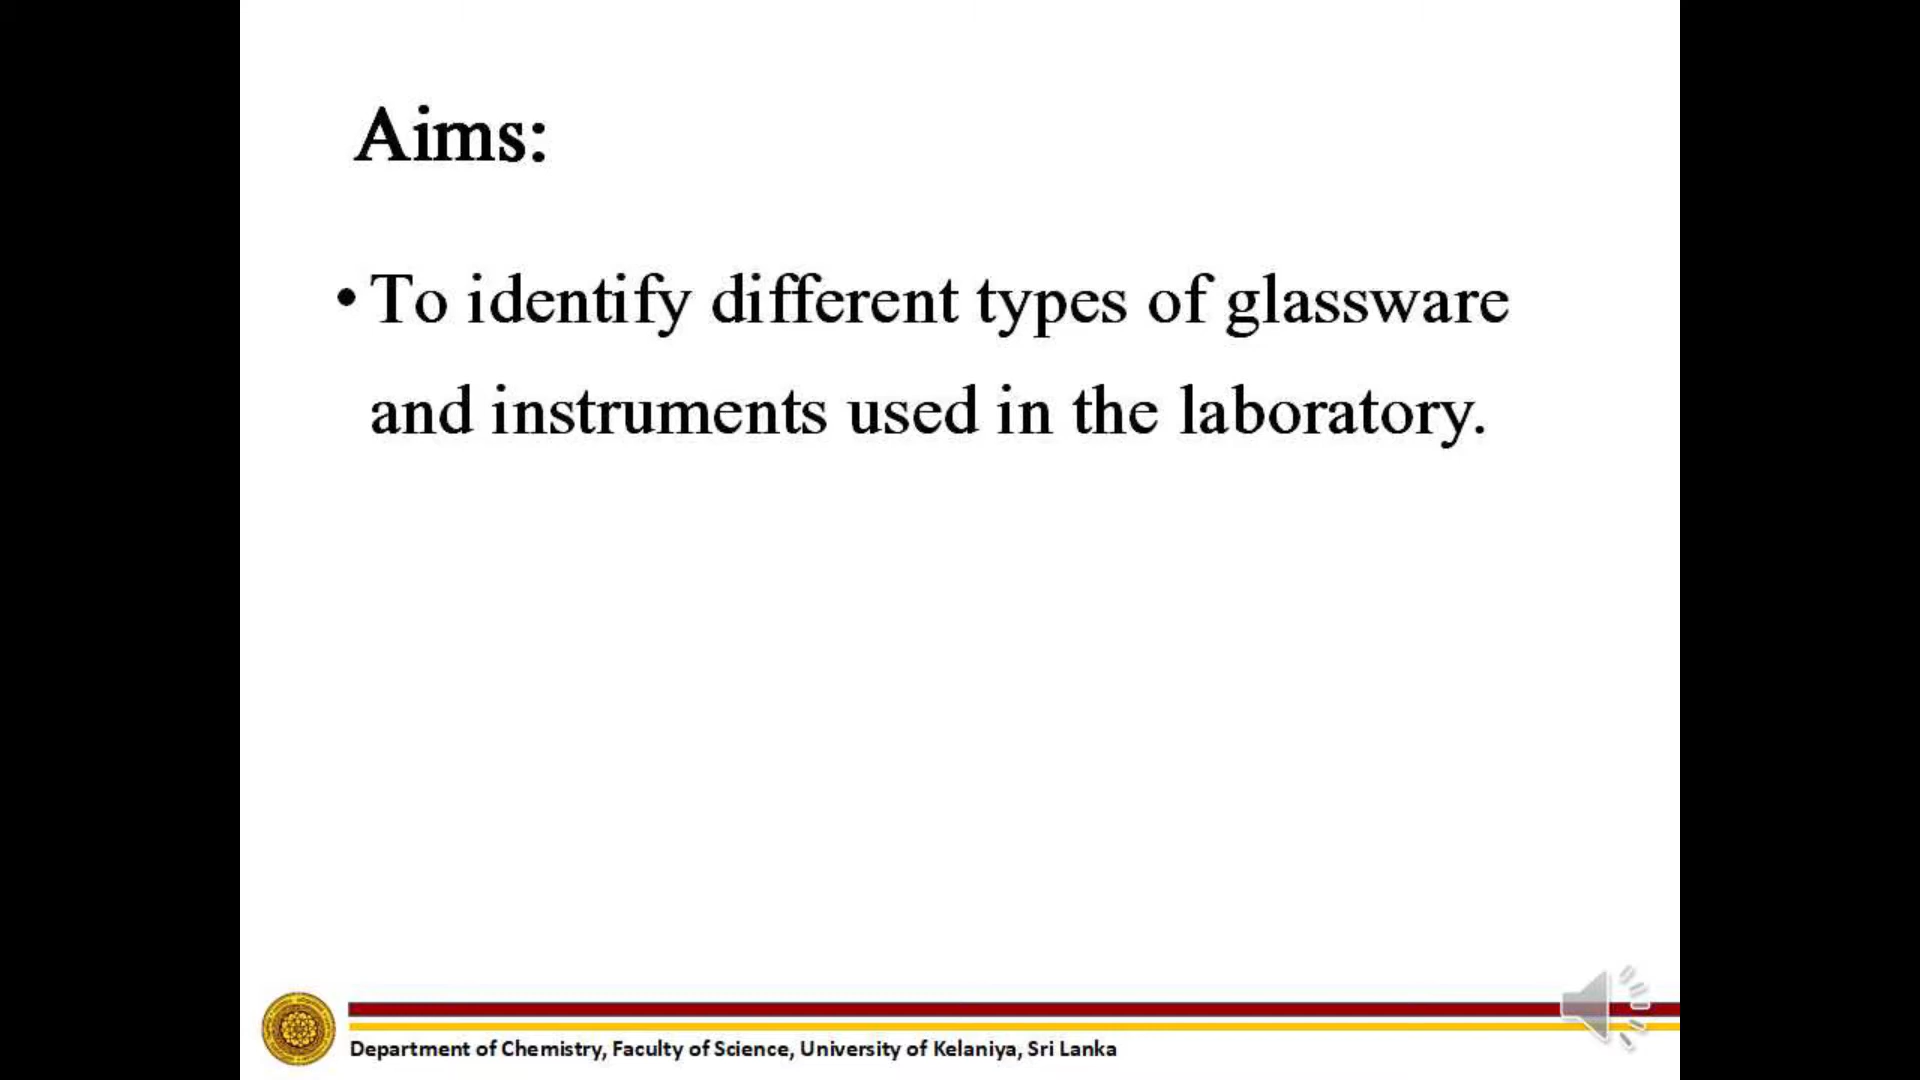 Aims:
• To identify different types of glassware
and instruments used in the laboratory.
Department of Chemistry, Faculty of Science, University of Kelaniya, Sri Lanka